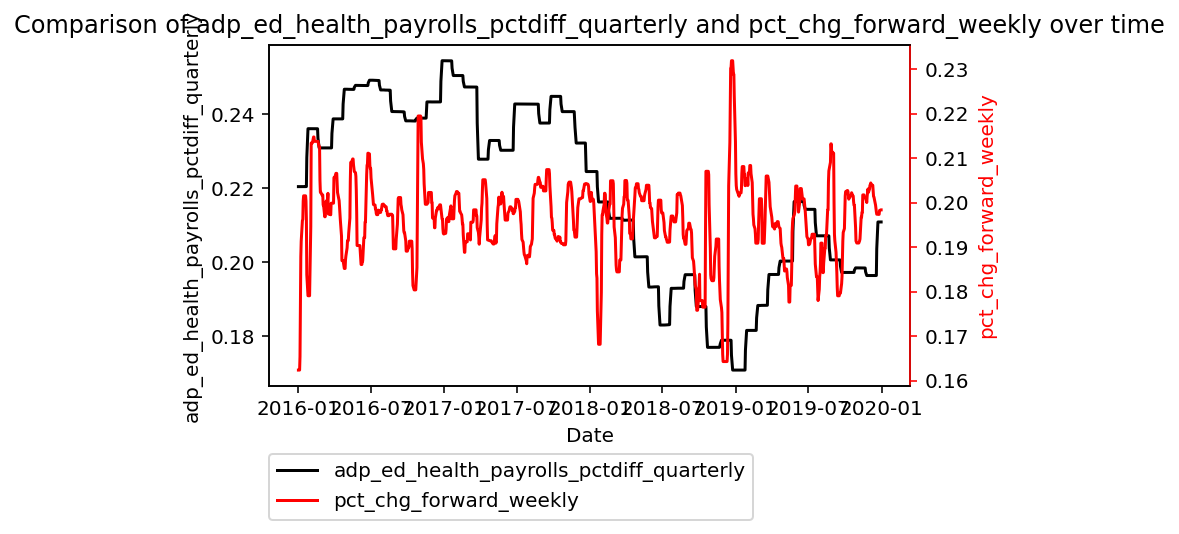 Comparison of adp_ed_health_payrolls_pctdiff_quarterly and pct_chg_forward_weekly over time
adp_ed_health_payrolls_pctdiff_quarterly
0.24
0.22
0.20
0.18
0.23
0.22
0.21
0.20
0.19
0.18
0.17
0.16
pct_chg_forward_weekly
2016-01 2016-07 2017-01 2017-07 2018-01 2018-07 2019-01 2019-07 2020-01
Date
adp_ed_health_payrolls_pctdiff_quarterly
pct_chg_forward_weekly